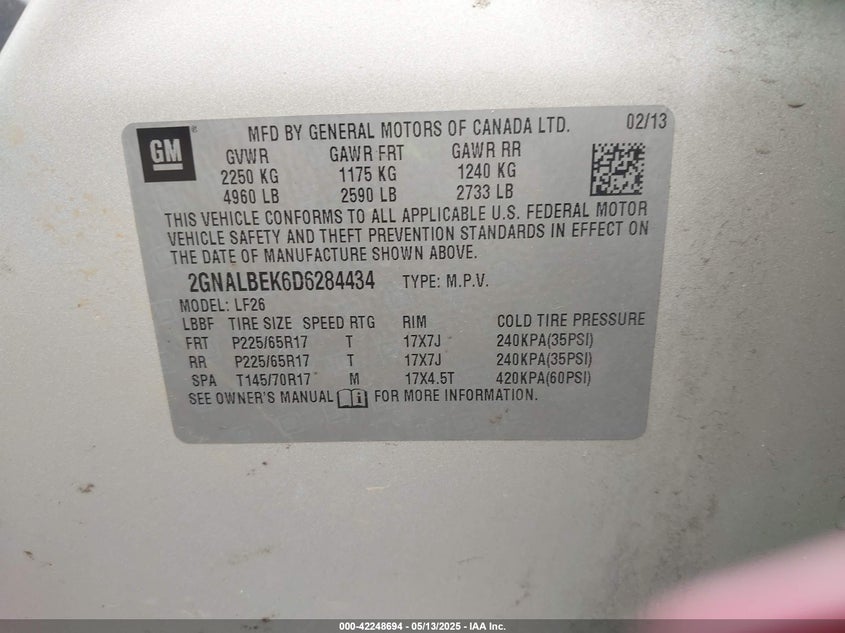 GM ® MFD BY GENERAL MOTORS OF CANADA LTD. 02/13
GVWR GAWR FRT GAWR RR
2250 KG 1175 KG 1240 KG
4960 LB 2590 LB 2733 LB
THIS VEHICLE CONFORMS TO ALL APPLICABLE U.S. FEDERAL MOTOR
VEHICLE SAFETY AND THEFT PREVENTION STANDARDS IN EFFECT ON
THE DATE OF MANUFACTURE SHOWN ABOVE.
2GNALBEK6D6284434 TYPE: M.P.V.
MODEL: LF26
LBBF TIRE SIZE SPEED RTG RIM COLD TIRE PRESSURE
FRT P225/65R17 T 17X7J 240KPA(35PSI)
RR P225/65R17 T 17X7J 240KPA(35PSI)
SPA T145/70R17 M 17X4.5T 420KPA(60PSI)
SEE OWNER'S MANUAL i FOR MORE INFORMATION.
000-42248694 - 05/13/2025 - IAA Inc.